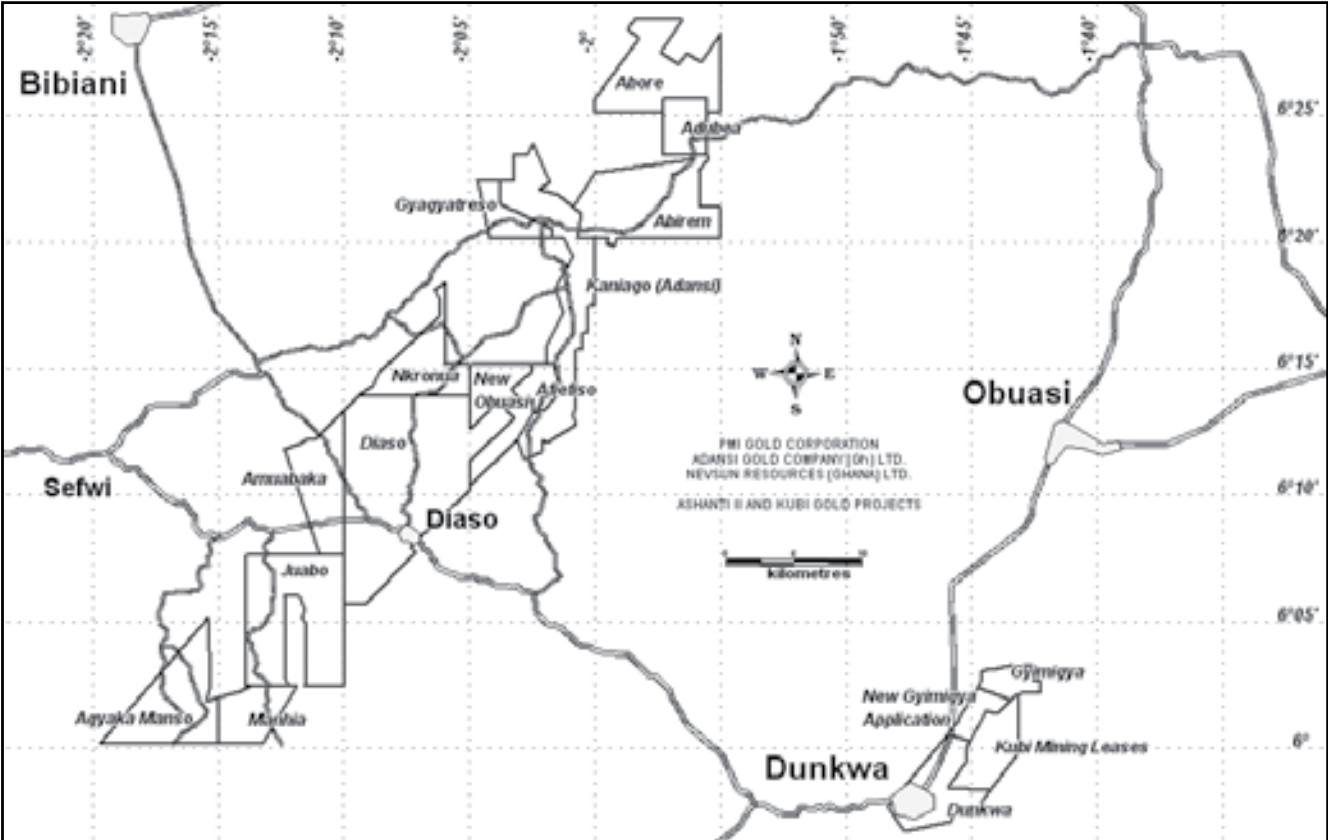 -2°20'
-2°15'
-2°10'
-2°05'
-2°
-1°50'
-1°45'
-1°40'
Bibiani
Abore
6°25'
Adubea
Gyagyatreso
Abirem
6°20'
Kaniago (Adansi)
6°15'
Nkronua
New
Obuasi
Afiefiso
N
W E
S
Obuasi
Diaso
PMI GOLD CORPORATION
ADANSI GOLD COMPANY(Gh) LTD.
NEVSUN RESOURCES (GHANA) LTD.
ASHANTI II AND KUBI GOLD PROJECTS
Amuabaka
Sefwi
6°10'
Diaso
Juabo
kilometres
6°05'
Gyimigya
New Gyimigya
Application
Agyaka Manso
Manhia
Kubi Mining Leases
6°
Dunkwa
Dunkwa